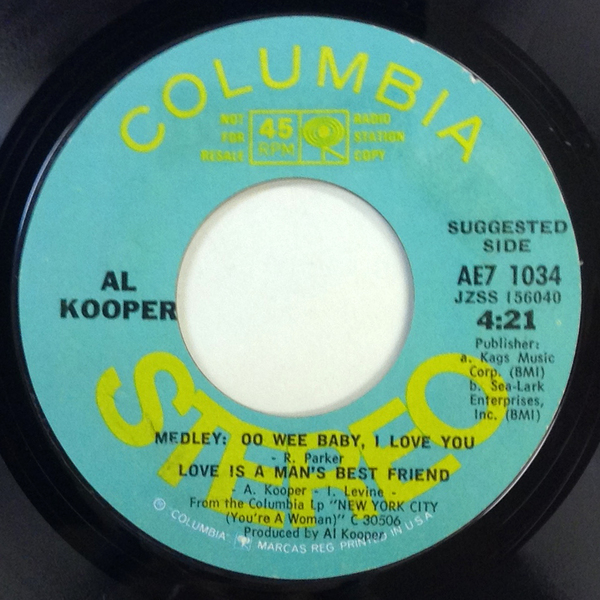 COLUMBIA
NOT FOR RESALE
45 RPM
RADIO STATION COPY
SUGGESTED SIDE
AL KOOPER
AE7 1034
JZSS 156040
4:21
Publisher:
a. Kags Music
Corp. (BMI)
b. Sea-Lark
Enterprises,
Inc. (BMI)
STEREO
MEDLEY: OO WEE BABY, I LOVE YOU
- R. Parker
LOVE IS A MAN'S BEST FRIEND
- A. Kooper - I. Levine -
From the Columbia Lp "NEW YORK CITY
(You're A Woman)" C 30506
Produced by Al Kooper
℗ "COLUMBIA" MARCAS REG PRINTED IN U S A